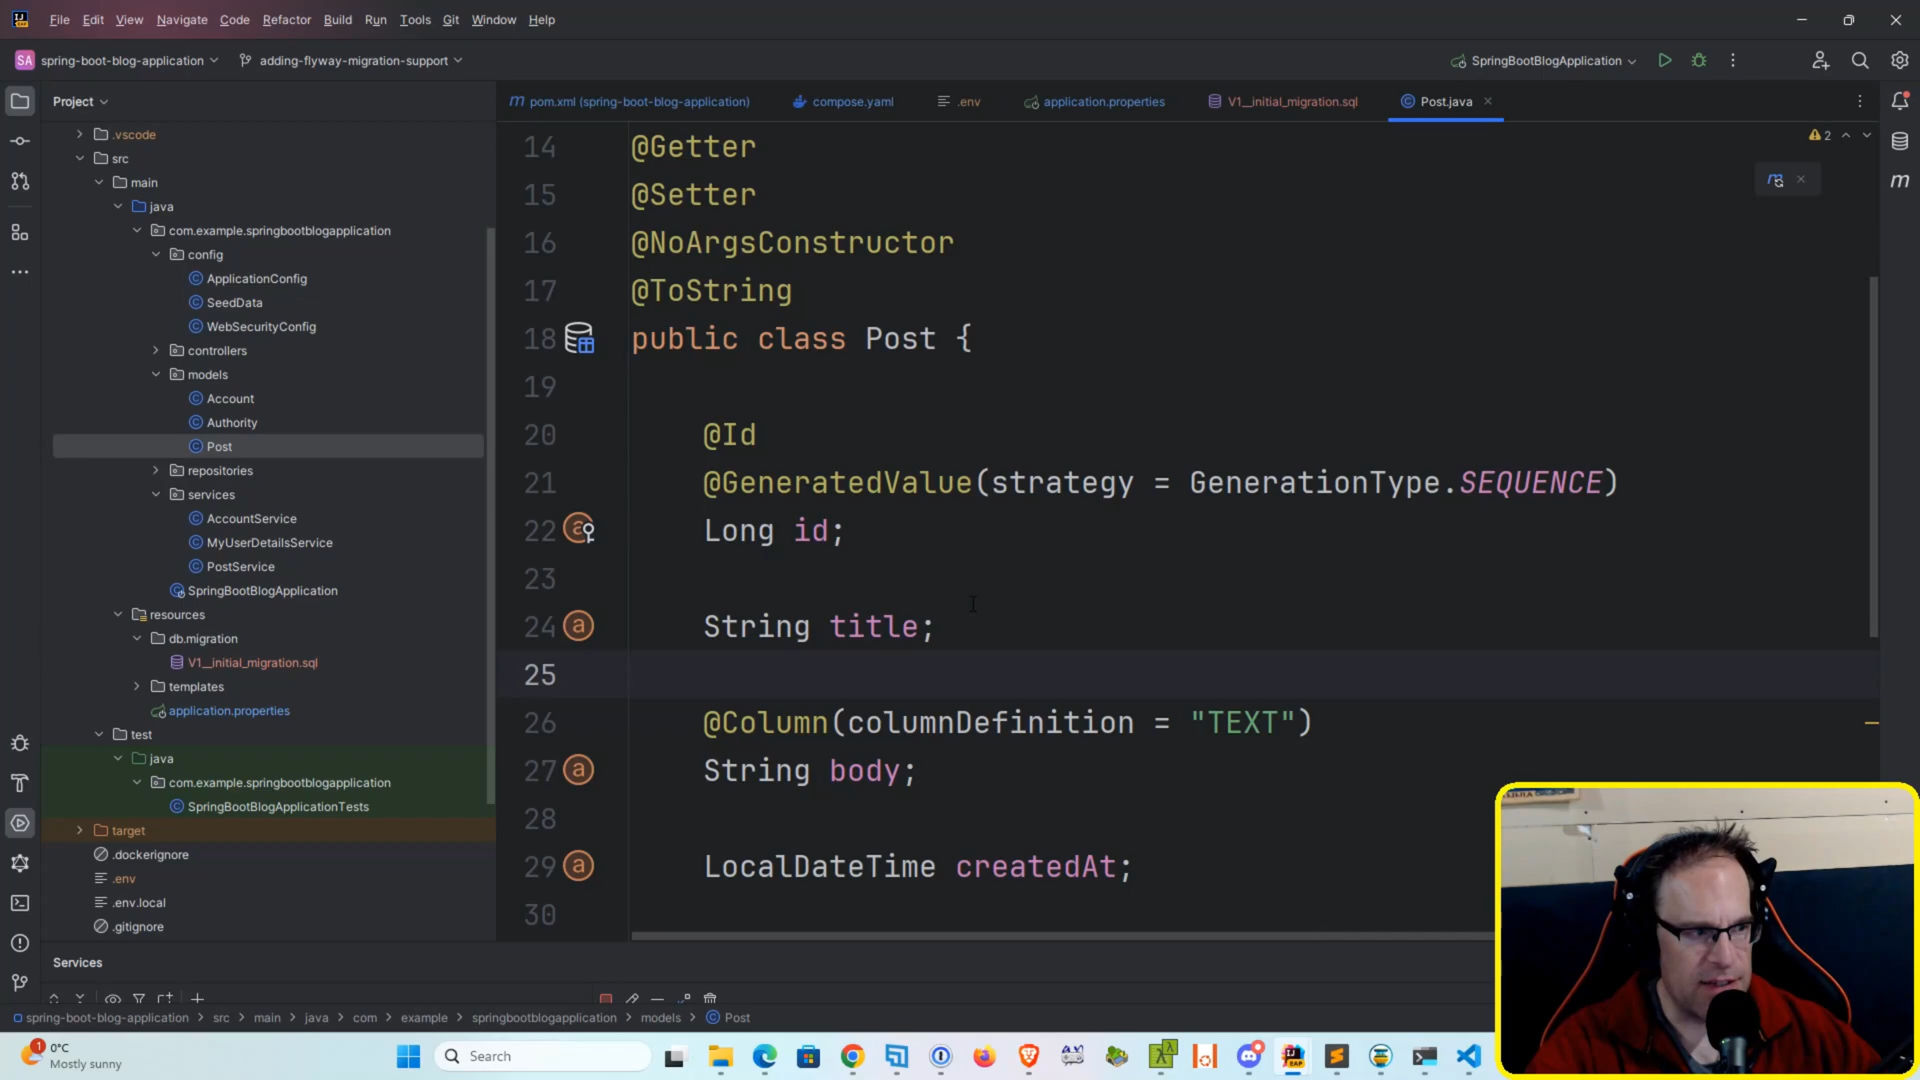 File Edit View Navigate Code Refactor Build Run Tools Git Window Help
SA spring-boot-blog-application adding-flyway-migration-support SpringBootBlogApplication
Project
pom.xml (spring-boot-blog-application) compose.yaml .env application.properties V1__initial_migration.sql Post.java
.vscode
src
main
java
com.example.springbootblogapplication
config
ApplicationConfig
SeedData
WebSecurityConfig
controllers
models
Account
Authority
Post
repositories
services
AccountService
MyUserDetailsService
PostService
SpringBootBlogApplication
resources
db.migration
V1__initial_migration.sql
templates
application.properties
test
java
com.example.springbootblogapplication
SpringBootBlogApplicationTests
target
.dockerignore
.env
.env.local
.gitignore
2
14 @Getter
15 @Setter
16 @NoArgsConstructor
17 @ToString
18 public class Post {
19
20 @Id
21 @GeneratedValue(strategy = GenerationType.SEQUENCE)
22 Long id;
23
24 String title;
25
26 @Column(columnDefinition = "TEXT")
27 String body;
28
29 LocalDateTime createdAt;
30
Services
spring-boot-blog-application > src > main > java > com > example > springbootblogapplication > models > Post
1 0°C
Mostly sunny
Search